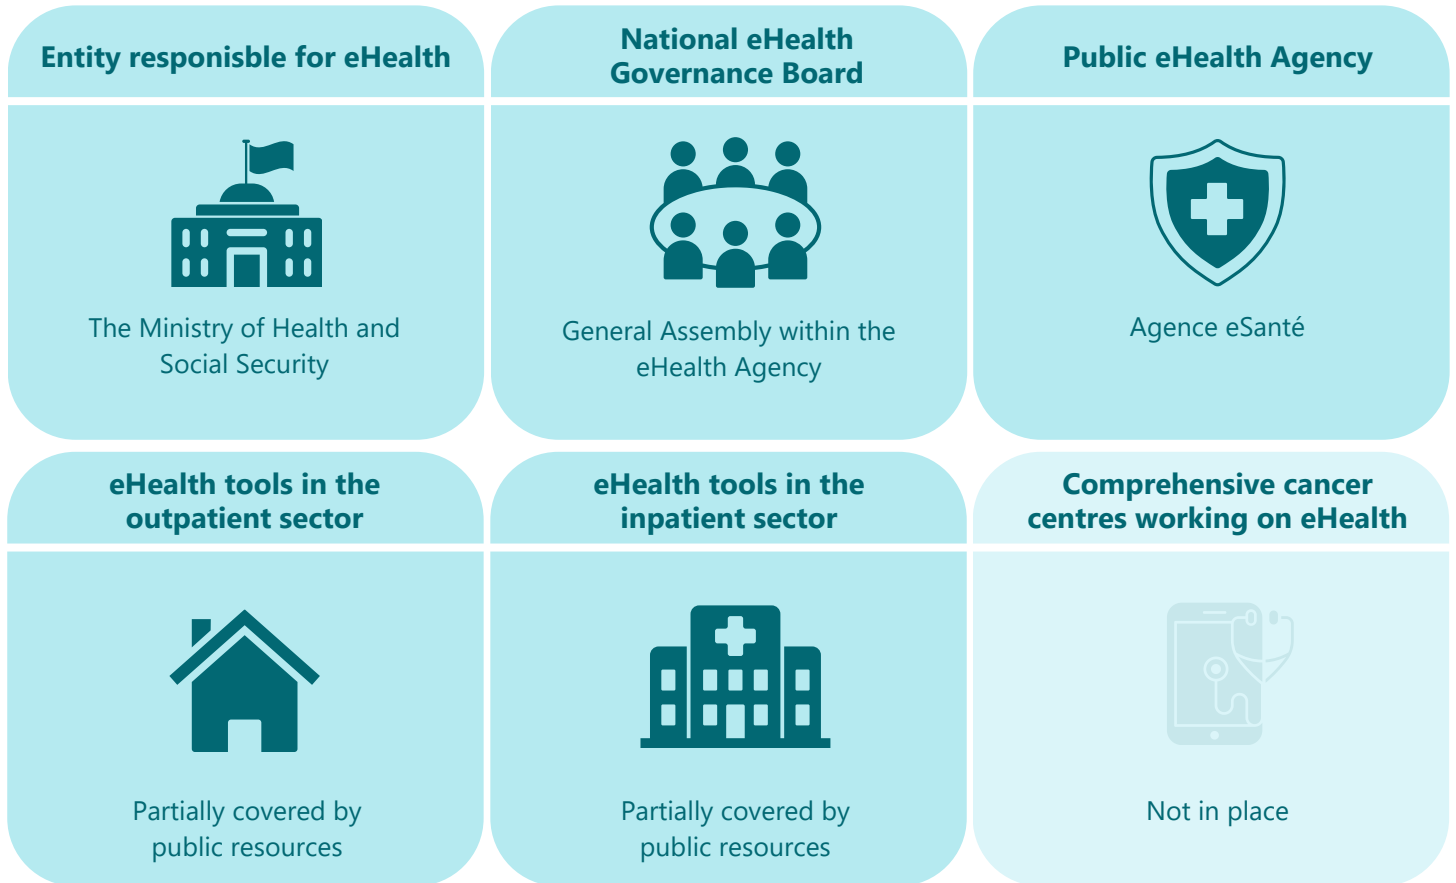 Entity responisble for eHealth
National eHealth
Governance Board
Public eHealth Agency
The Ministry of Health and
Social Security
General Assembly within the
eHealth Agency
Agence eSanté
eHealth tools in the
outpatient sector
eHealth tools in the
inpatient sector
Comprehensive cancer
centres working on eHealth
Partially covered by
public resources
Partially covered by
public resources
Not in place